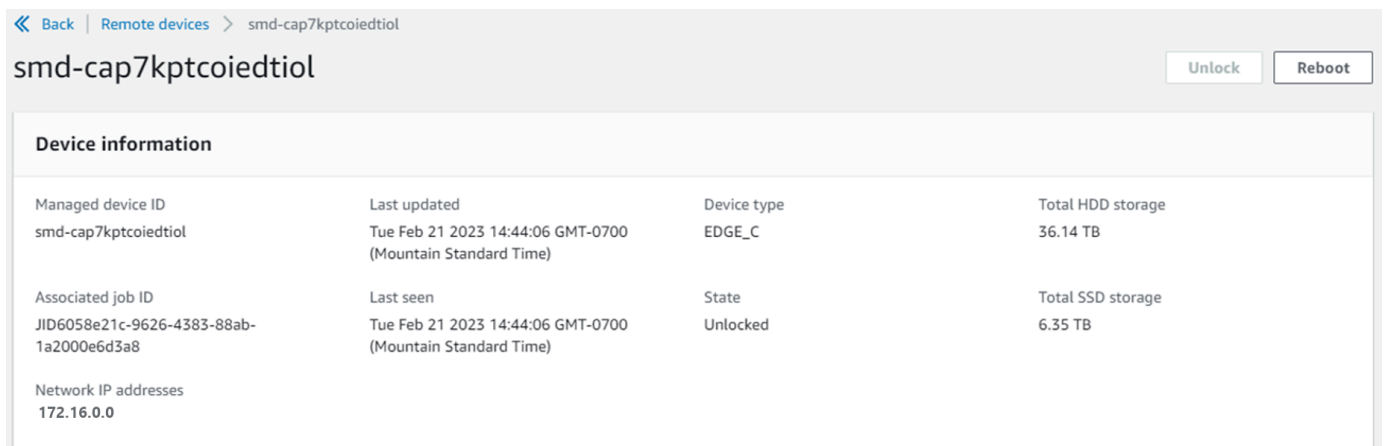 Back | Remote devices > smd-cap7kptcoiedtiol
smd-cap7kptcoiedtiol
Unlock Reboot
Device information
Managed device ID Last updated Device type Total HDD storage
smd-cap7kptcoiedtiol Tue Feb 21 2023 14:44:06 GMT-0700 EDGE_C 36.14 TB
(Mountain Standard Time)
Associated job ID Last seen State Total SSD storage
JID6058e21c-9626-4383-88ab- Tue Feb 21 2023 14:44:06 GMT-0700 Unlocked 6.35 TB
1a2000e6d3a8 (Mountain Standard Time)
Network IP addresses
172.16.0.0